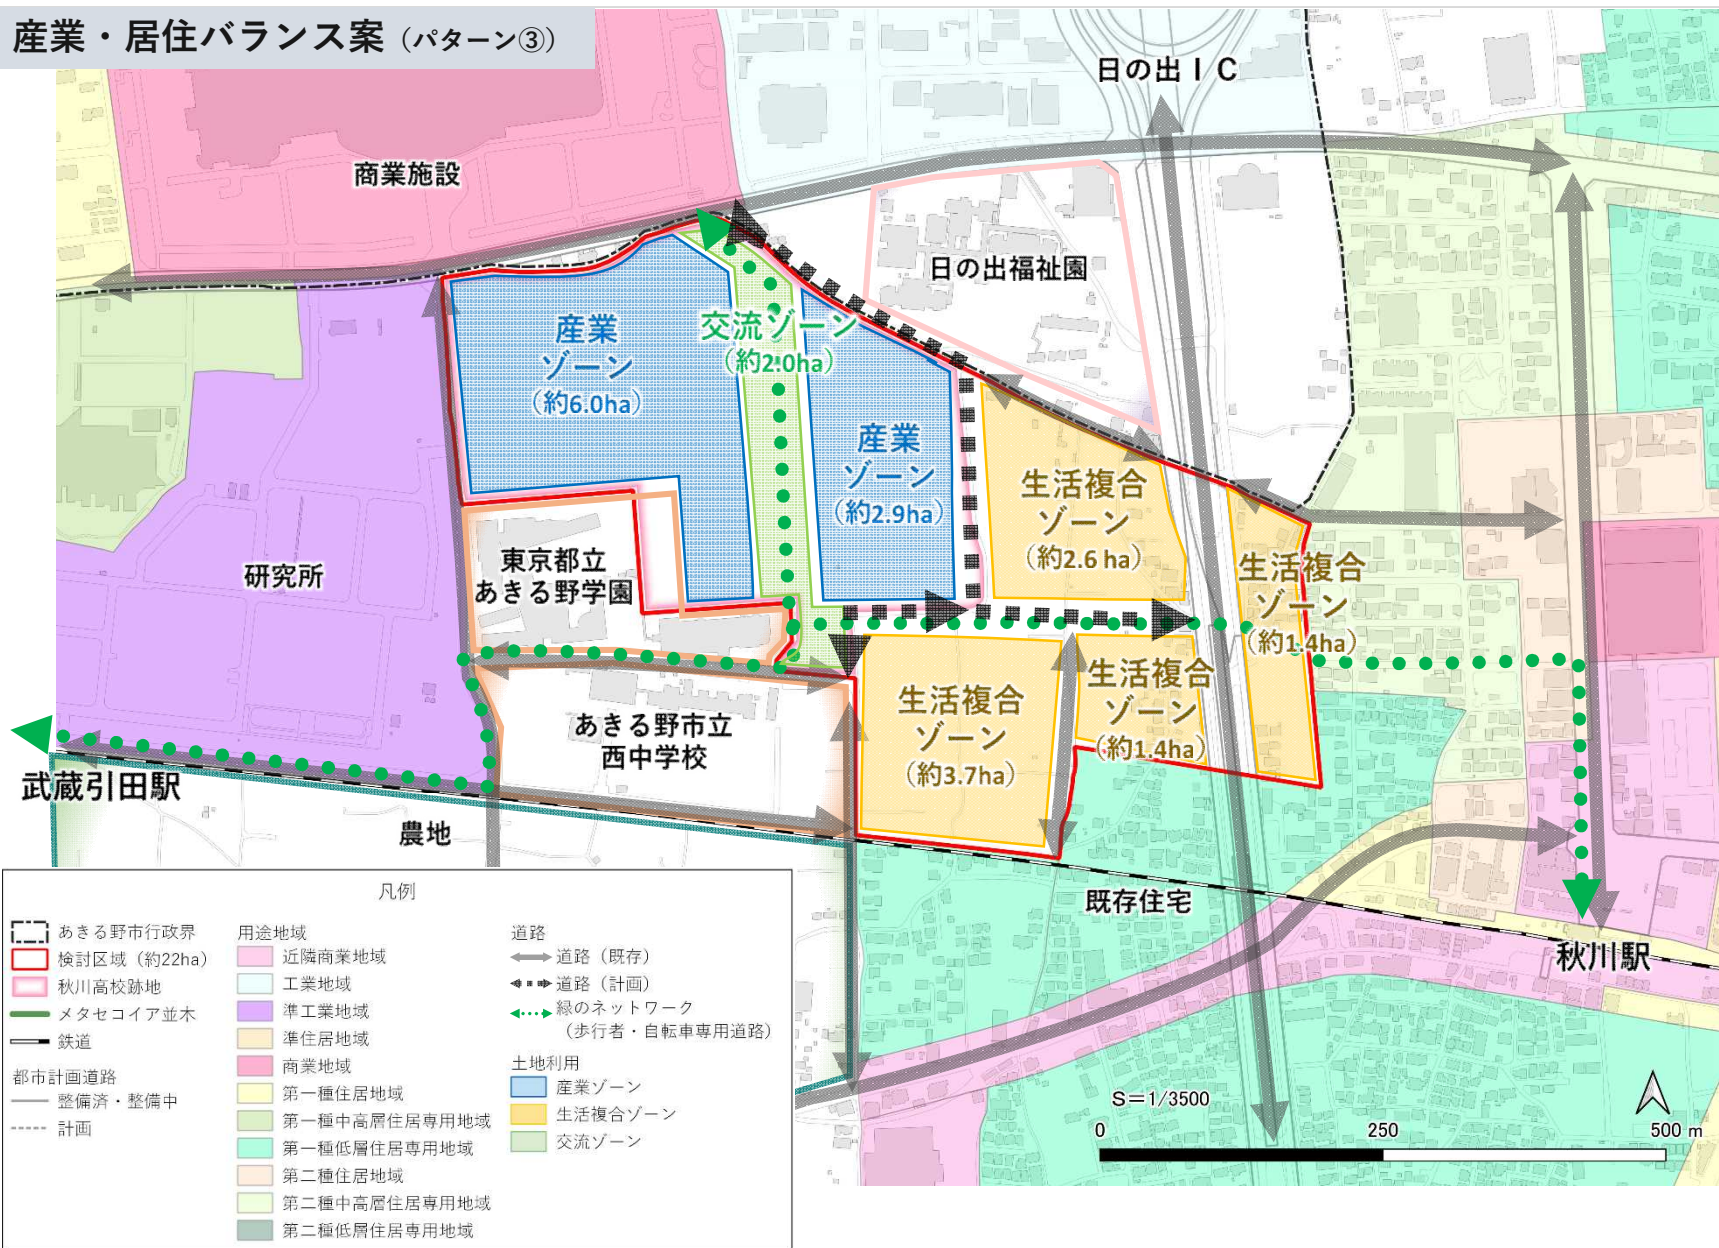 産業・居住バランス案（パターン③）
日の出ＩＣ
商業施設
日の出福祉園
産業
ゾーン
（約6.0ha）
交流ゾーン
（約2.0ha）
産業
ゾーン
（約2.9ha）
生活複合
ゾーン
（約2.6 ha）
東京都立
あきる野学園
研究所
生活複合
ゾーン
（約1.4ha）
生活複合
ゾーン
（約3.7ha）
生活複合
ゾーン
（約1.4ha）
あきる野市立
西中学校
武蔵引田駅
農地
既存住宅
秋川駅
凡例
あきる野市行政界
検討区域（約22ha）
秋川高校跡地
メタセコイア並木
鉄道
都市計画道路
整備済・整備中
計画
用途地域
近隣商業地域
工業地域
準工業地域
準住居地域
商業地域
第一種住居地域
第一種中高層住居専用地域
第一種低層住居専用地域
第二種住居地域
第二種中高層住居専用地域
第二種低層住居専用地域
道路
道路（既存）
道路（計画）
緑のネットワーク
（歩行者・自転車専用道路）
土地利用
産業ゾーン
生活複合ゾーン
交流ゾーン
S＝1/3500
0
250
500 m